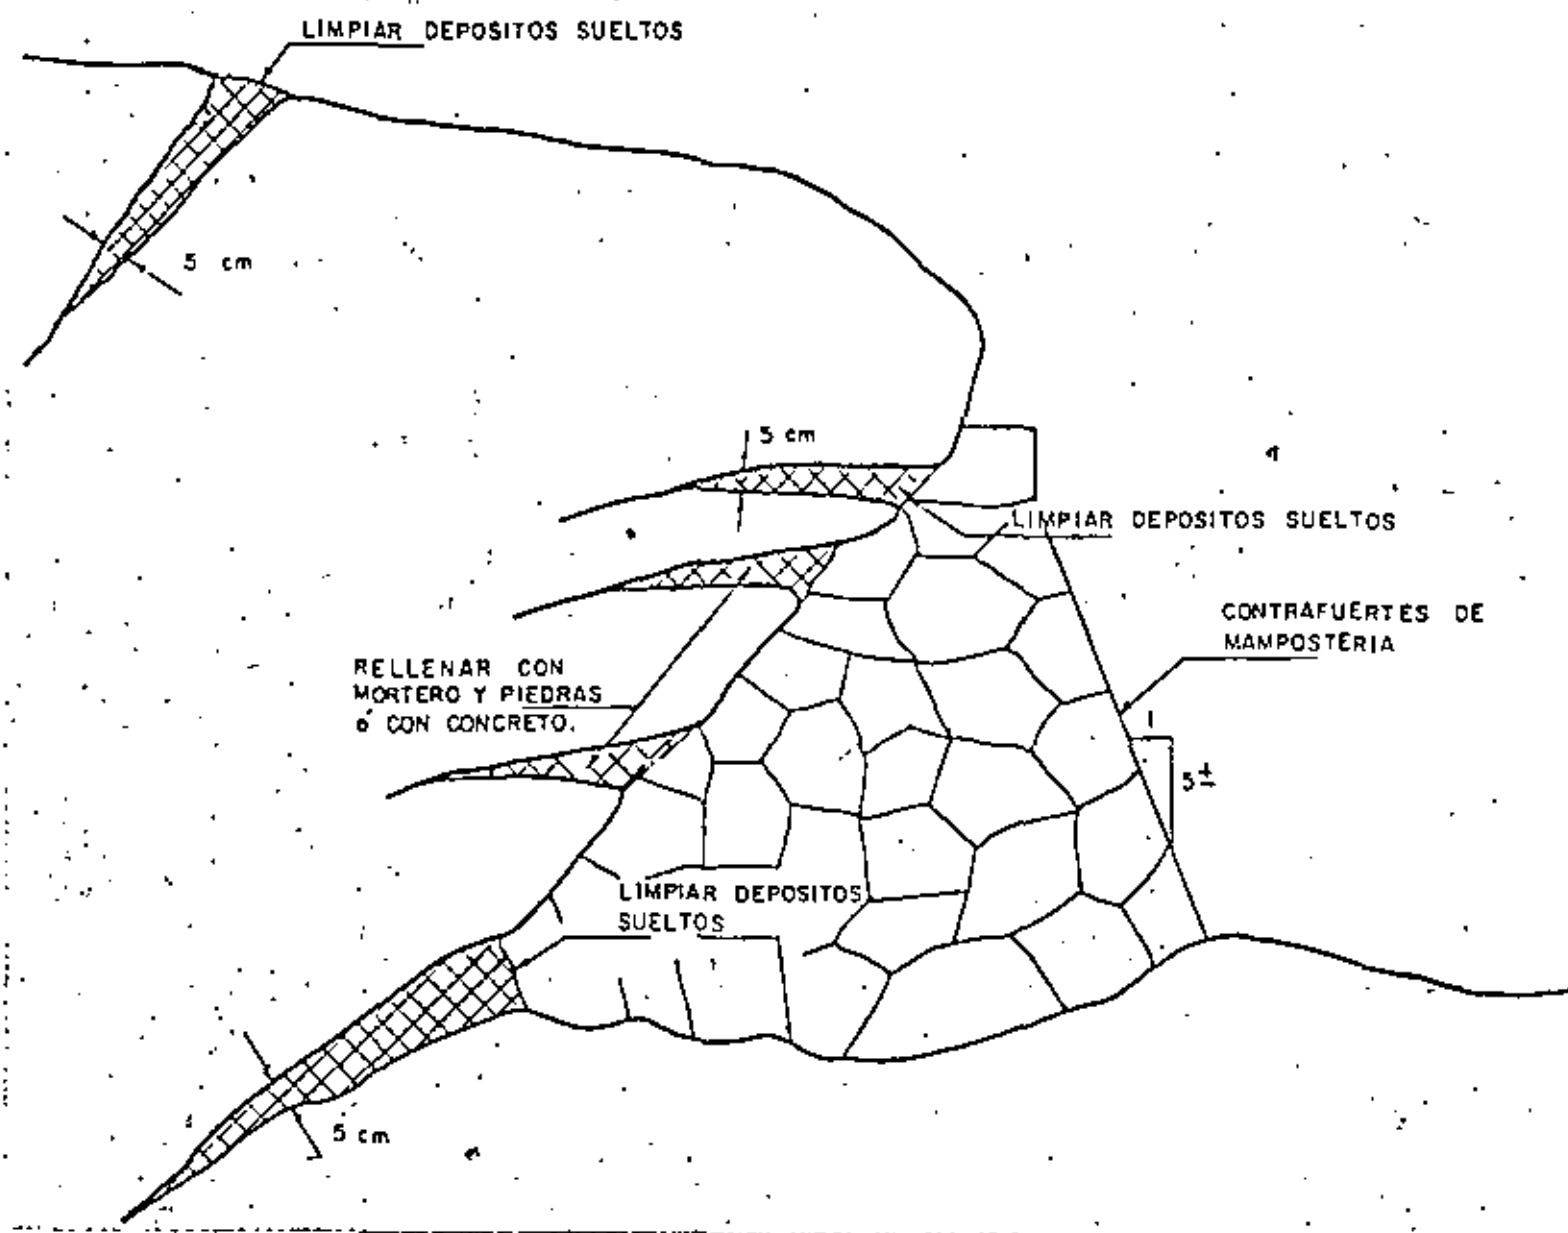 LIMPIAR DEPOSITOS SUELTOS
5 cm
5 cm
LIMPIAR DEPOSITOS SUELTOS
CONTRAFUERTES DE
MAMPOSTERIA
RELLENAR CON
MORTERO Y PIEDRAS
ó CON CONCRETO.
1
5 ±
LIMPIAR DEPOSITOS
SUELTOS
5 cm